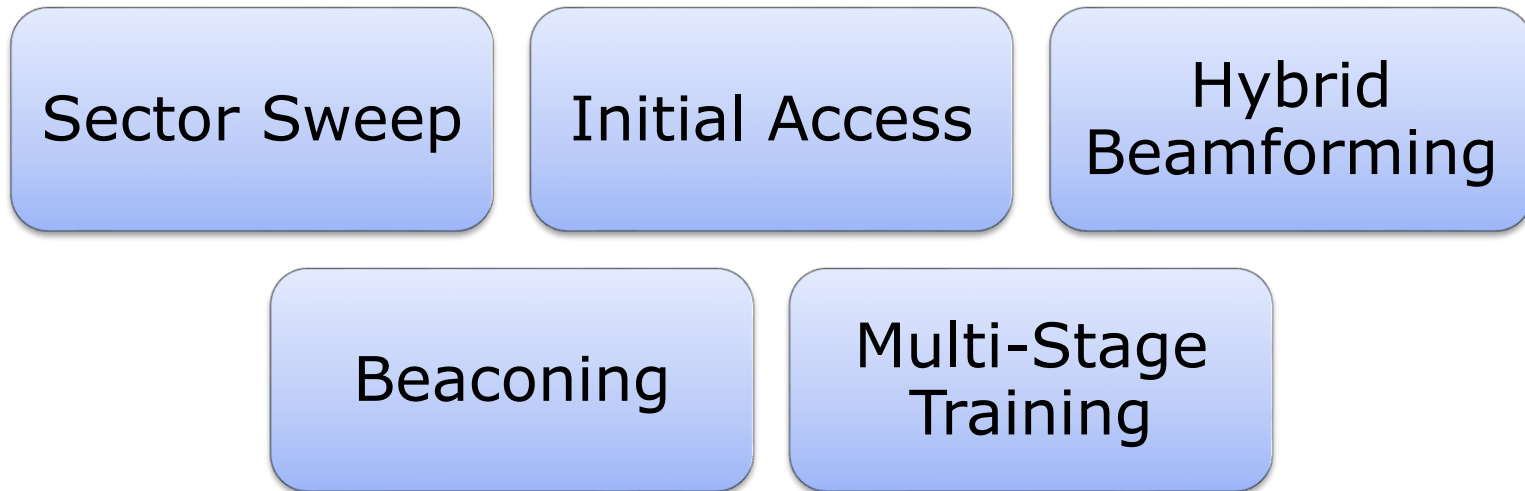 Sector Sweep
Initial Access
Hybrid
Beamforming
Beaconing
Multi-Stage
Training